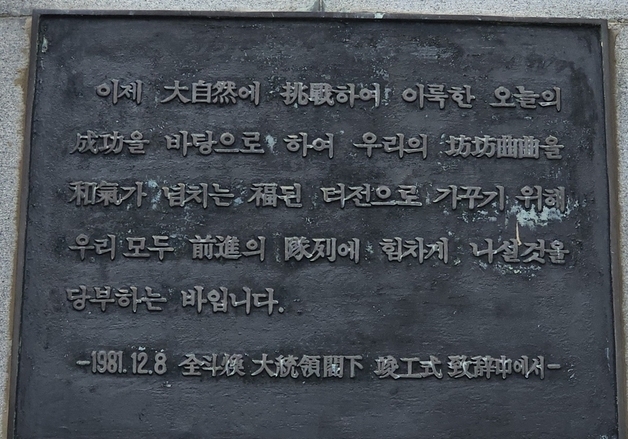 이제 大自然에 挑戰하여 이룩한 오늘의
成功을 바탕으로 하여 우리의 坊坊曲曲을
和氣가 넘치는 福된 터전으로 가꾸기 위해
우리 모두 前進의 隊列에 힘차게 나설것을
당부하는 바입니다.
-1981.12.8 全斗煥 大統領閣下 竣工式 致辞中에서-